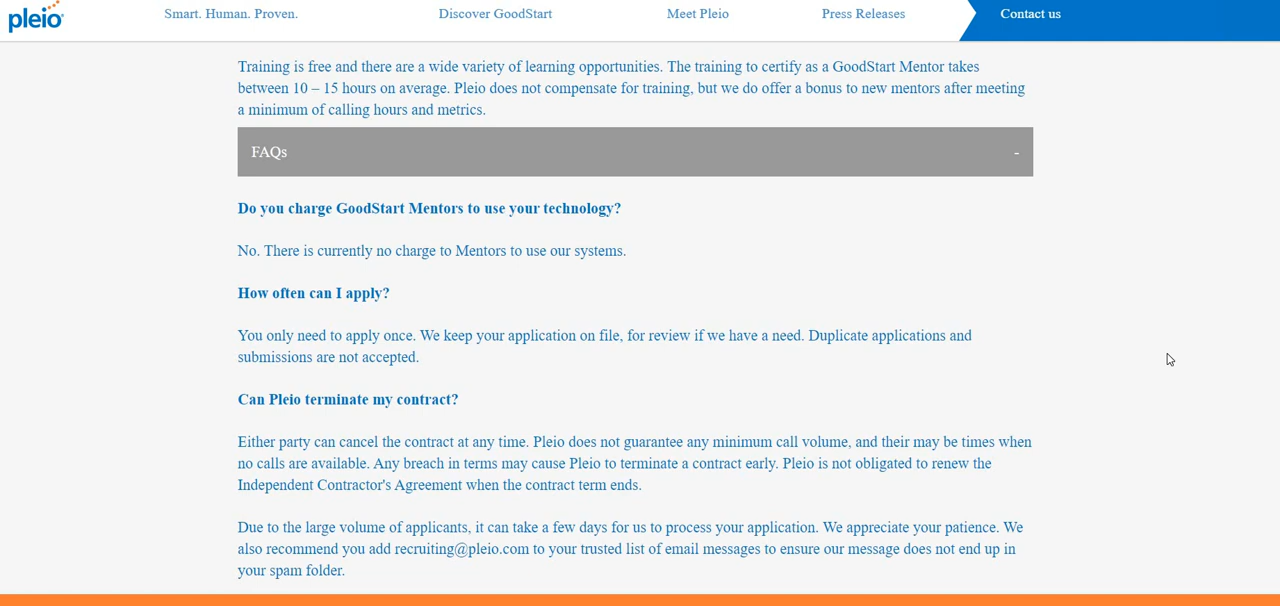 pleio
Smart. Human. Proven.
Discover GoodStart
Meet Pleio
Press Releases
Contact us
Training is free and there are a wide variety of learning opportunities. The training to certify as a GoodStart Mentor takes
between 10 – 15 hours on average. Pleio does not compensate for training, but we do offer a bonus to new mentors after meeting
a minimum of calling hours and metrics.
FAQs -
Do you charge GoodStart Mentors to use your technology?
No. There is currently no charge to Mentors to use our systems.
How often can I apply?
You only need to apply once. We keep your application on file, for review if we have a need. Duplicate applications and
submissions are not accepted.
Can Pleio terminate my contract?
Either party can cancel the contract at any time. Pleio does not guarantee any minimum call volume, and their may be times when
no calls are available. Any breach in terms may cause Pleio to terminate a contract early. Pleio is not obligated to renew the
Independent Contractor's Agreement when the contract term ends.
Due to the large volume of applicants, it can take a few days for us to process your application. We appreciate your patience. We
also recommend you add recruiting@pleio.com to your trusted list of email messages to ensure our message does not end up in
your spam folder.